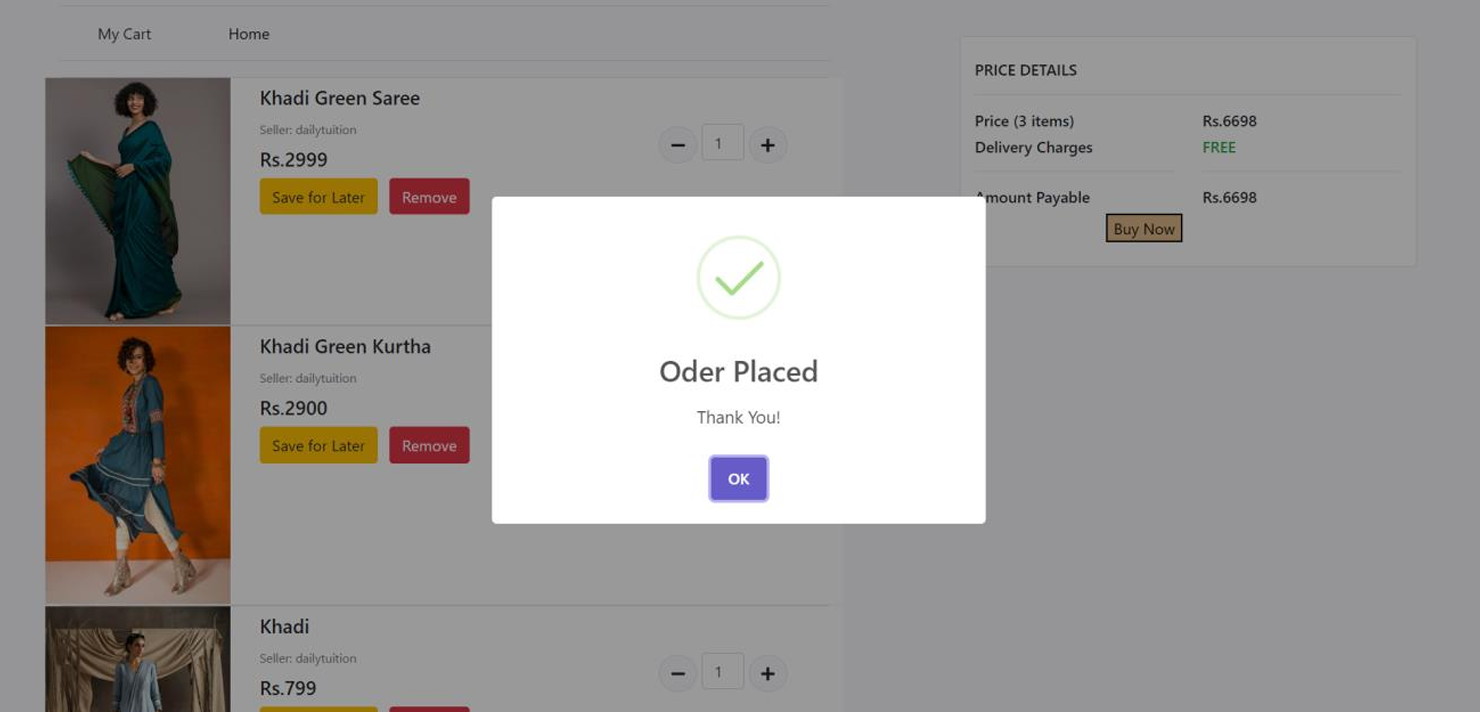 My Cart Home
Khadi Green Saree
Seller: dailytuition
1
Rs.2999
Save for Later Remove
Khadi Green Kurtha
Seller: dailytuition
Rs.2900
Save for Later Remove
Khadi
Seller: dailytuition
1
Rs.799
PRICE DETAILS
Price (3 items) Rs.6698
Delivery Charges FREE
Amount Payable Rs.6698
Buy Now
Oder Placed
Thank You!
OK